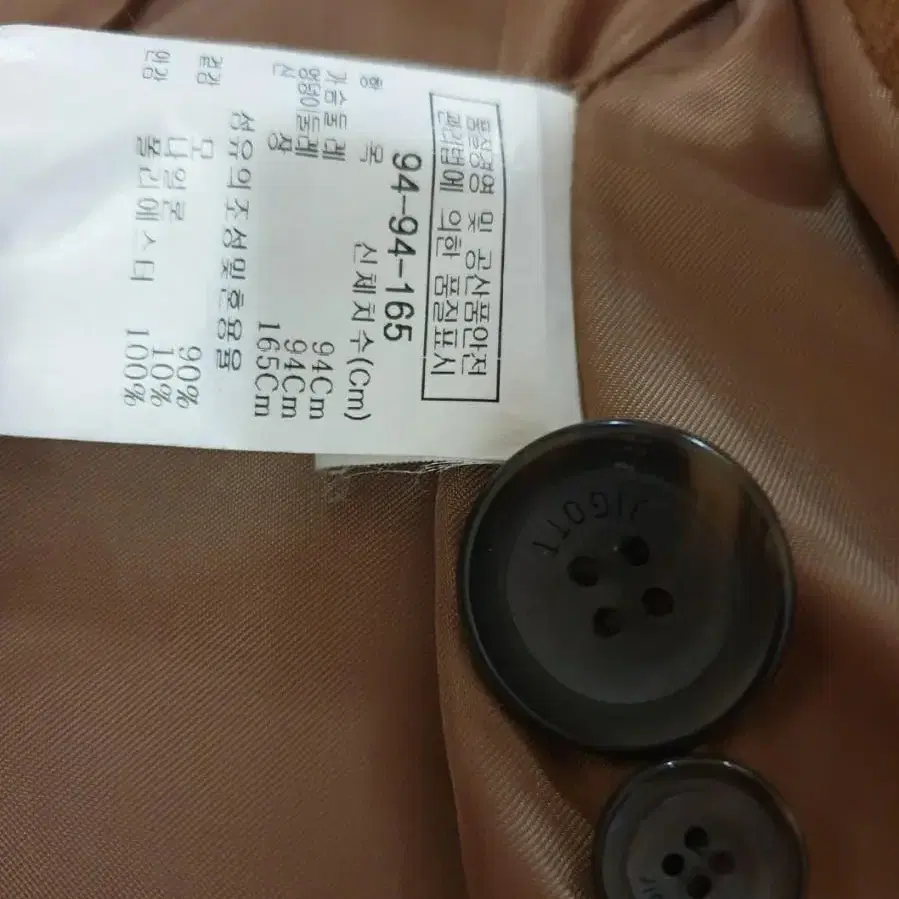 품질경영 및 공산품안전
관리법에 의한 품질표시
94-94-165
항 목 신체치수(Cm)
가슴둘레 94Cm
엉덩이둘레 94Cm
신 장 165Cm
섬유의조성및혼용율
겉감 모 90%
나일론 10%
안감 폴리에스터 100%
JIGOTT